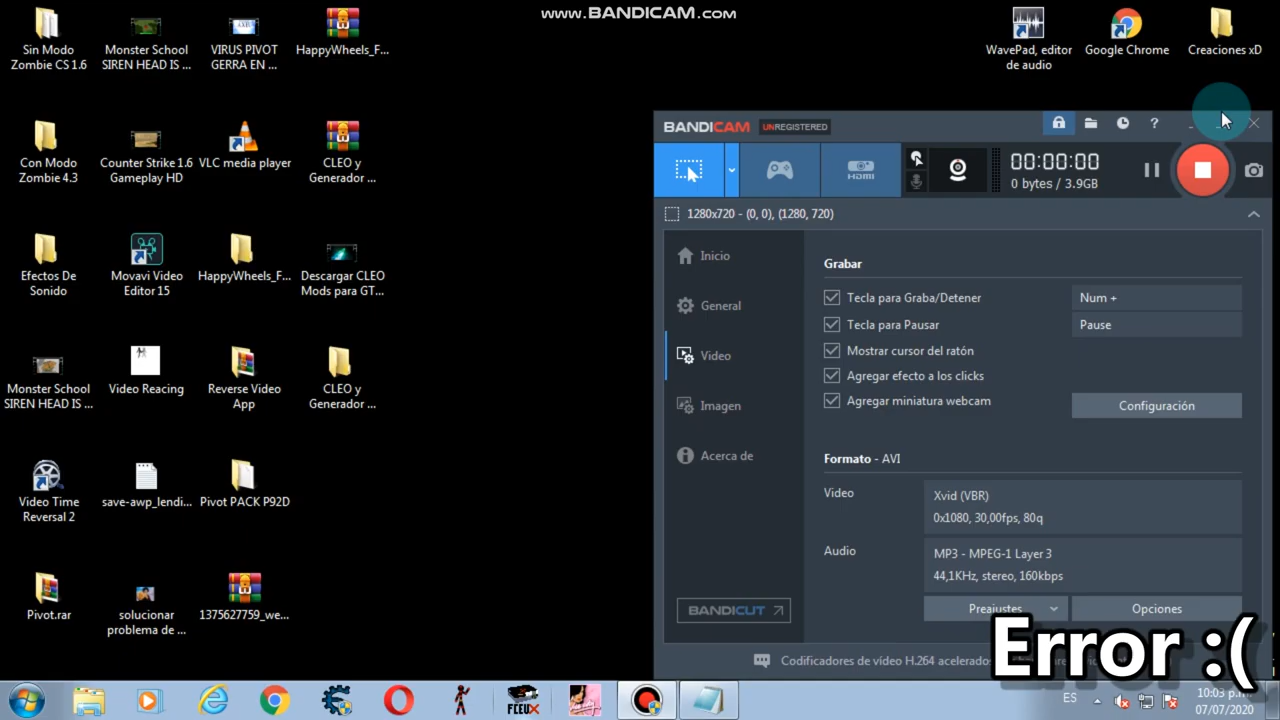 www.BANDICAM.com
Sin Modo
Zombie CS 1.6
Monster School
SIREN HEAD IS ...
VIRUS PIVOT
GERRA EN ...
HappyWheels_F...
WavePad, editor
de audio
Google Chrome
Creaciones xD
Con Modo
Zombie 4.3
Counter Strike 1.6
Gameplay HD
VLC media player
CLEO y
Generador ...
Efectos De
Sonido
Movavi Video
Editor 15
HappyWheels_F...
Descargar CLEO
Mods para GT...
Monster School
SIREN HEAD IS ...
Video Reacing
Reverse Video
App
CLEO y
Generador ...
Video Time
Reversal 2
save-awp_lendi...
Pivot PACK P92D
Pivot.rar
solucionar
problema de ...
1375627759_we...
BANDICAM UNREGISTERED
?
HDMI
00:00:00
0 bytes / 3.9GB
1280x720 - (0, 0), (1280, 720)
Inicio
General
Video
Imagen
Acerca de
BANDICUT
Grabar
Tecla para Graba/Detener
Num +
Tecla para Pausar
Pause
Mostrar cursor del ratón
Agregar efecto a los clicks
Agregar miniatura webcam
Configuración
Formato - AVI
Video
Xvid (VBR)
0x1080, 30,00fps, 80q
Audio
MP3 - MPEG-1 Layer 3
44,1KHz, stereo, 160kbps
Preajustes
Opciones
Codificadores de vídeo H.264 acelerados
Error :(
FCEUX
ES
10:03 p.m.
07/07/2020